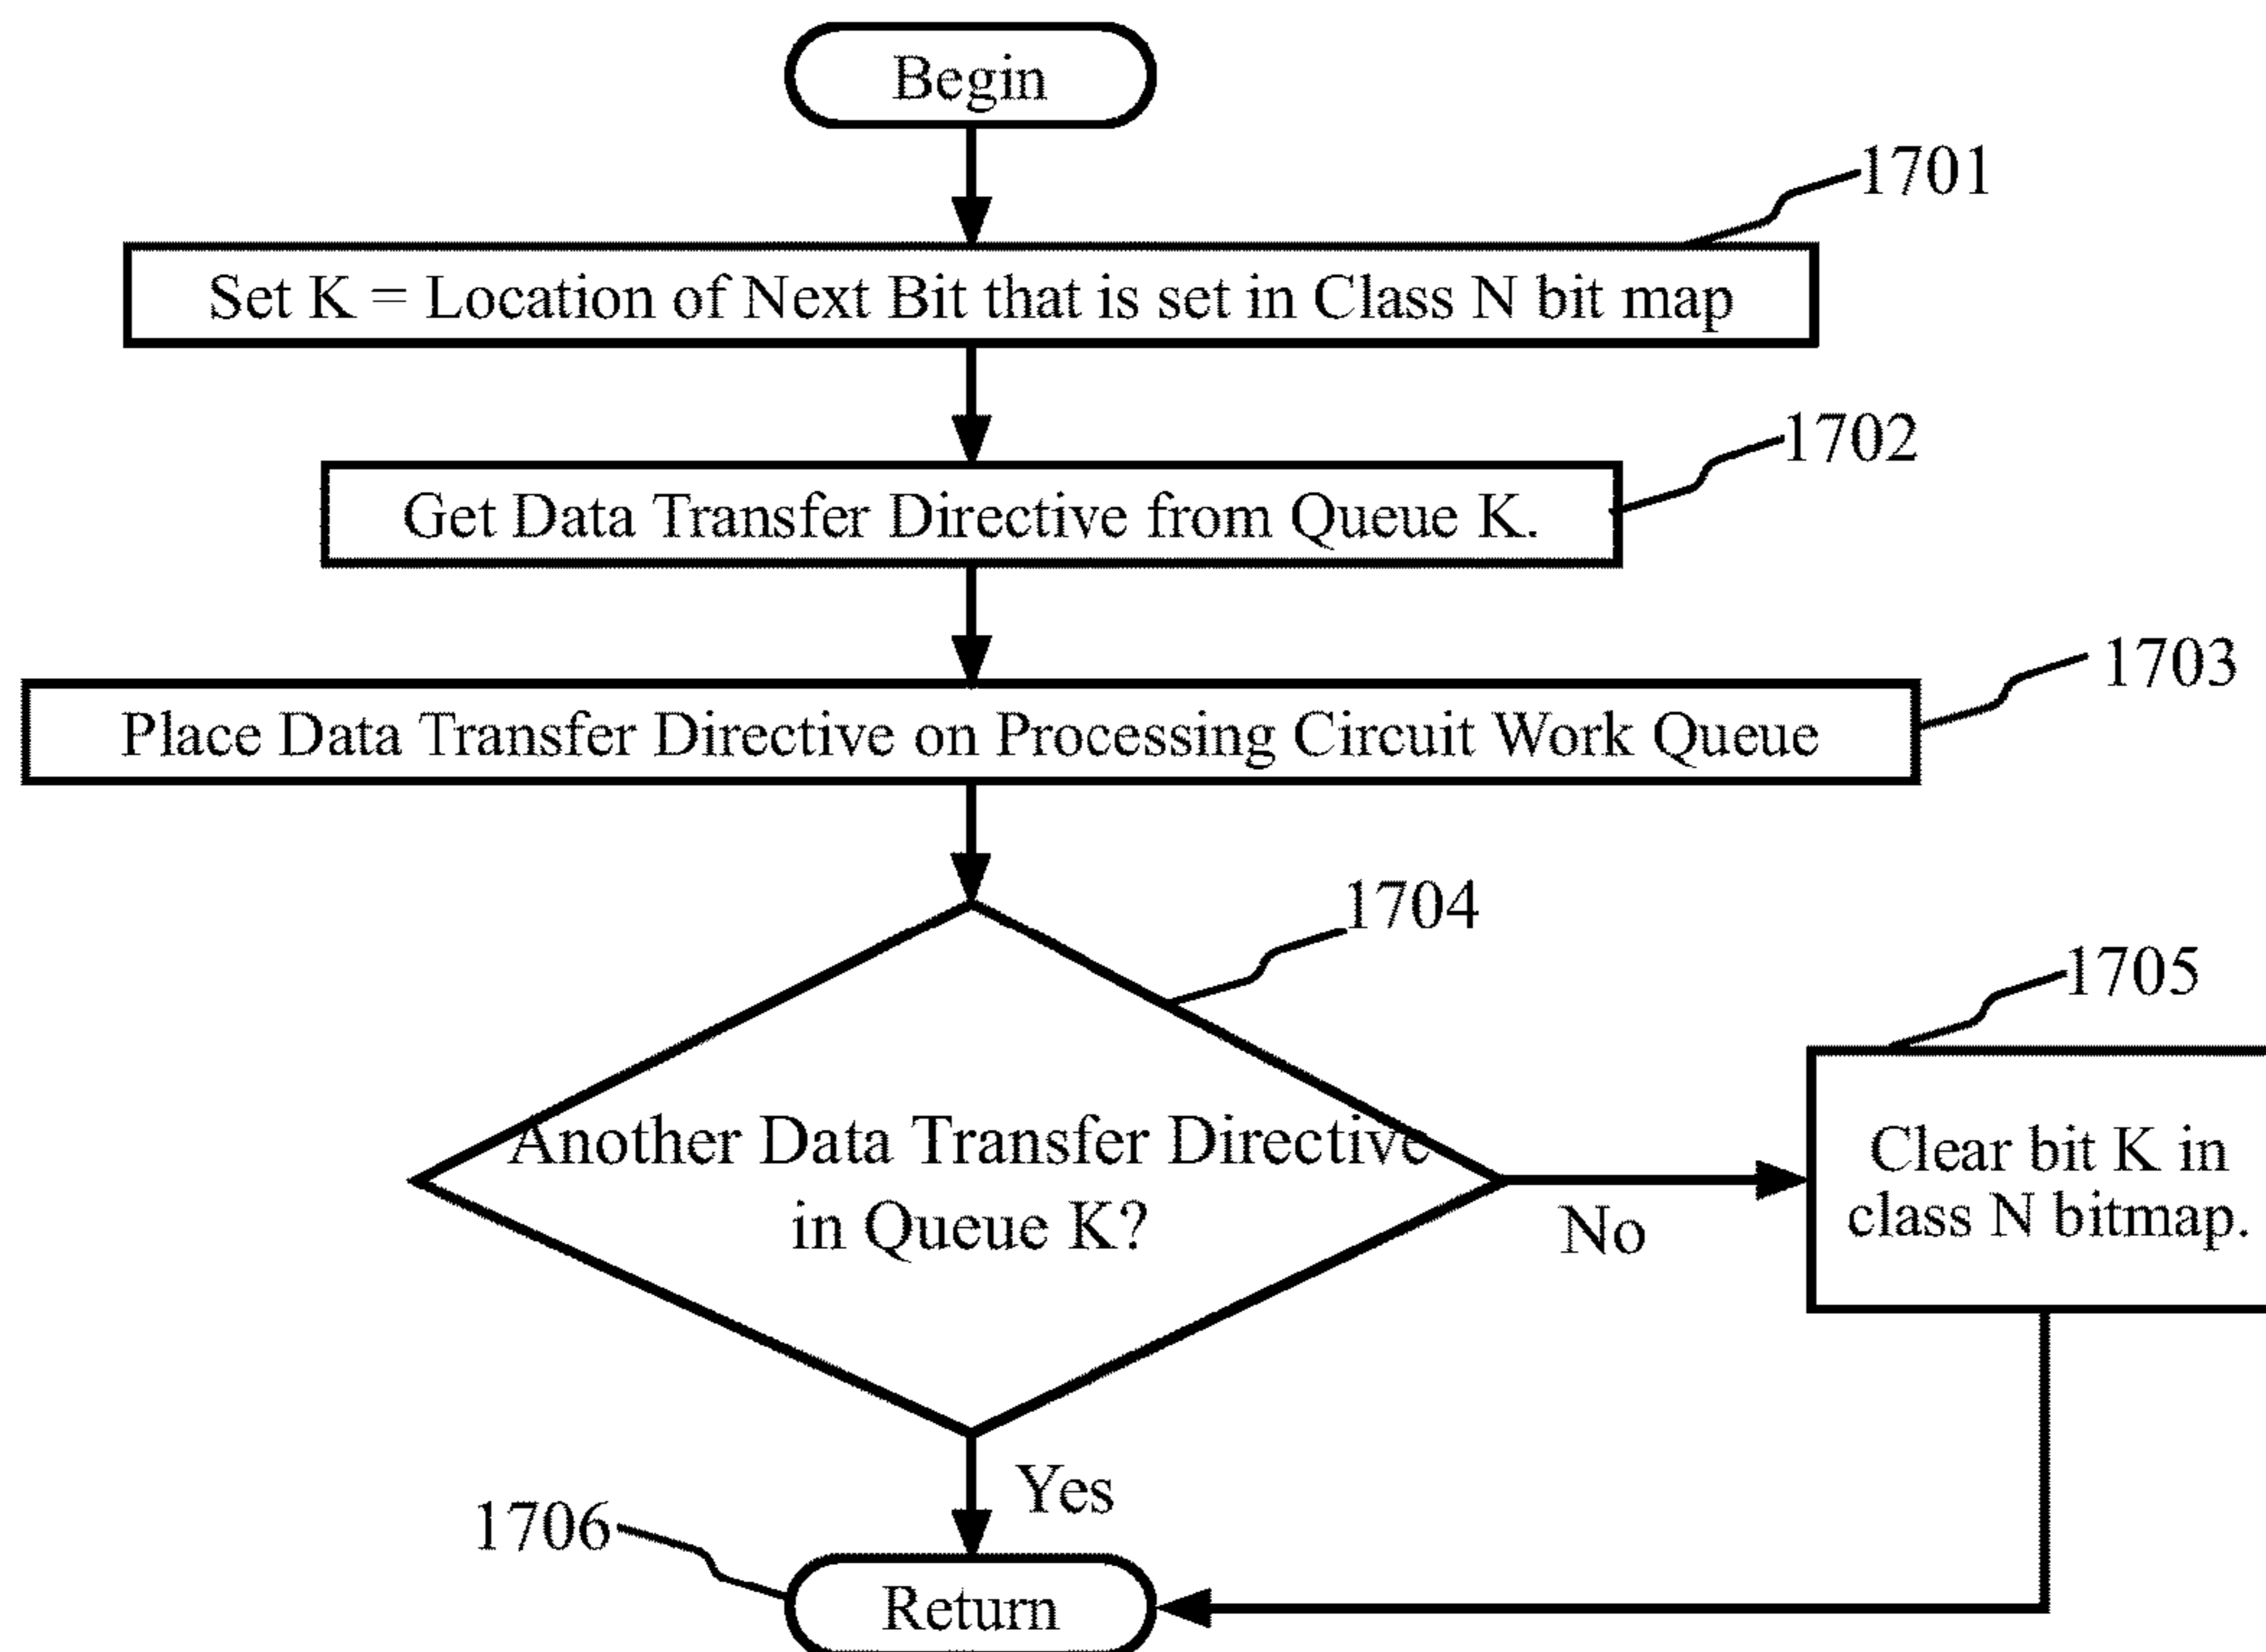 Begin
1701
Set K = Location of Next Bit that is set in Class N bit map
1702
Get Data Transfer Directive from Queue K.
1703
Place Data Transfer Directive on Processing Circuit Work Queue
1704
Another Data Transfer Directive
in Queue K?
No
1705
Clear bit K in
class N bitmap.
Yes
1706
Return